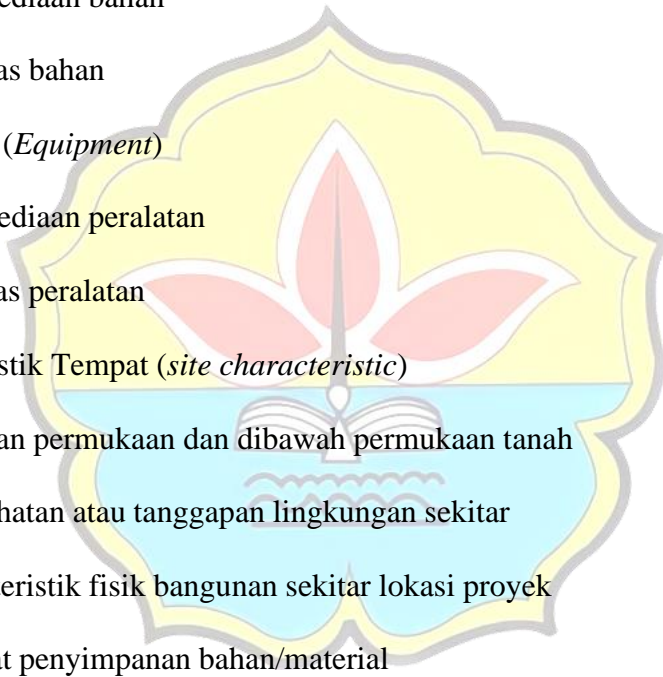 ediaan bahan
as bahan
(Equipment)
ediaan peralatan
as peralatan
stik Tempat (site characteristic)
an permukaan dan dibawah permukaan tanah
hatan atau tanggapan lingkungan sekitar
eristik fisik bangunan sekitar lokasi proyek
at penyimpanan bahan/material